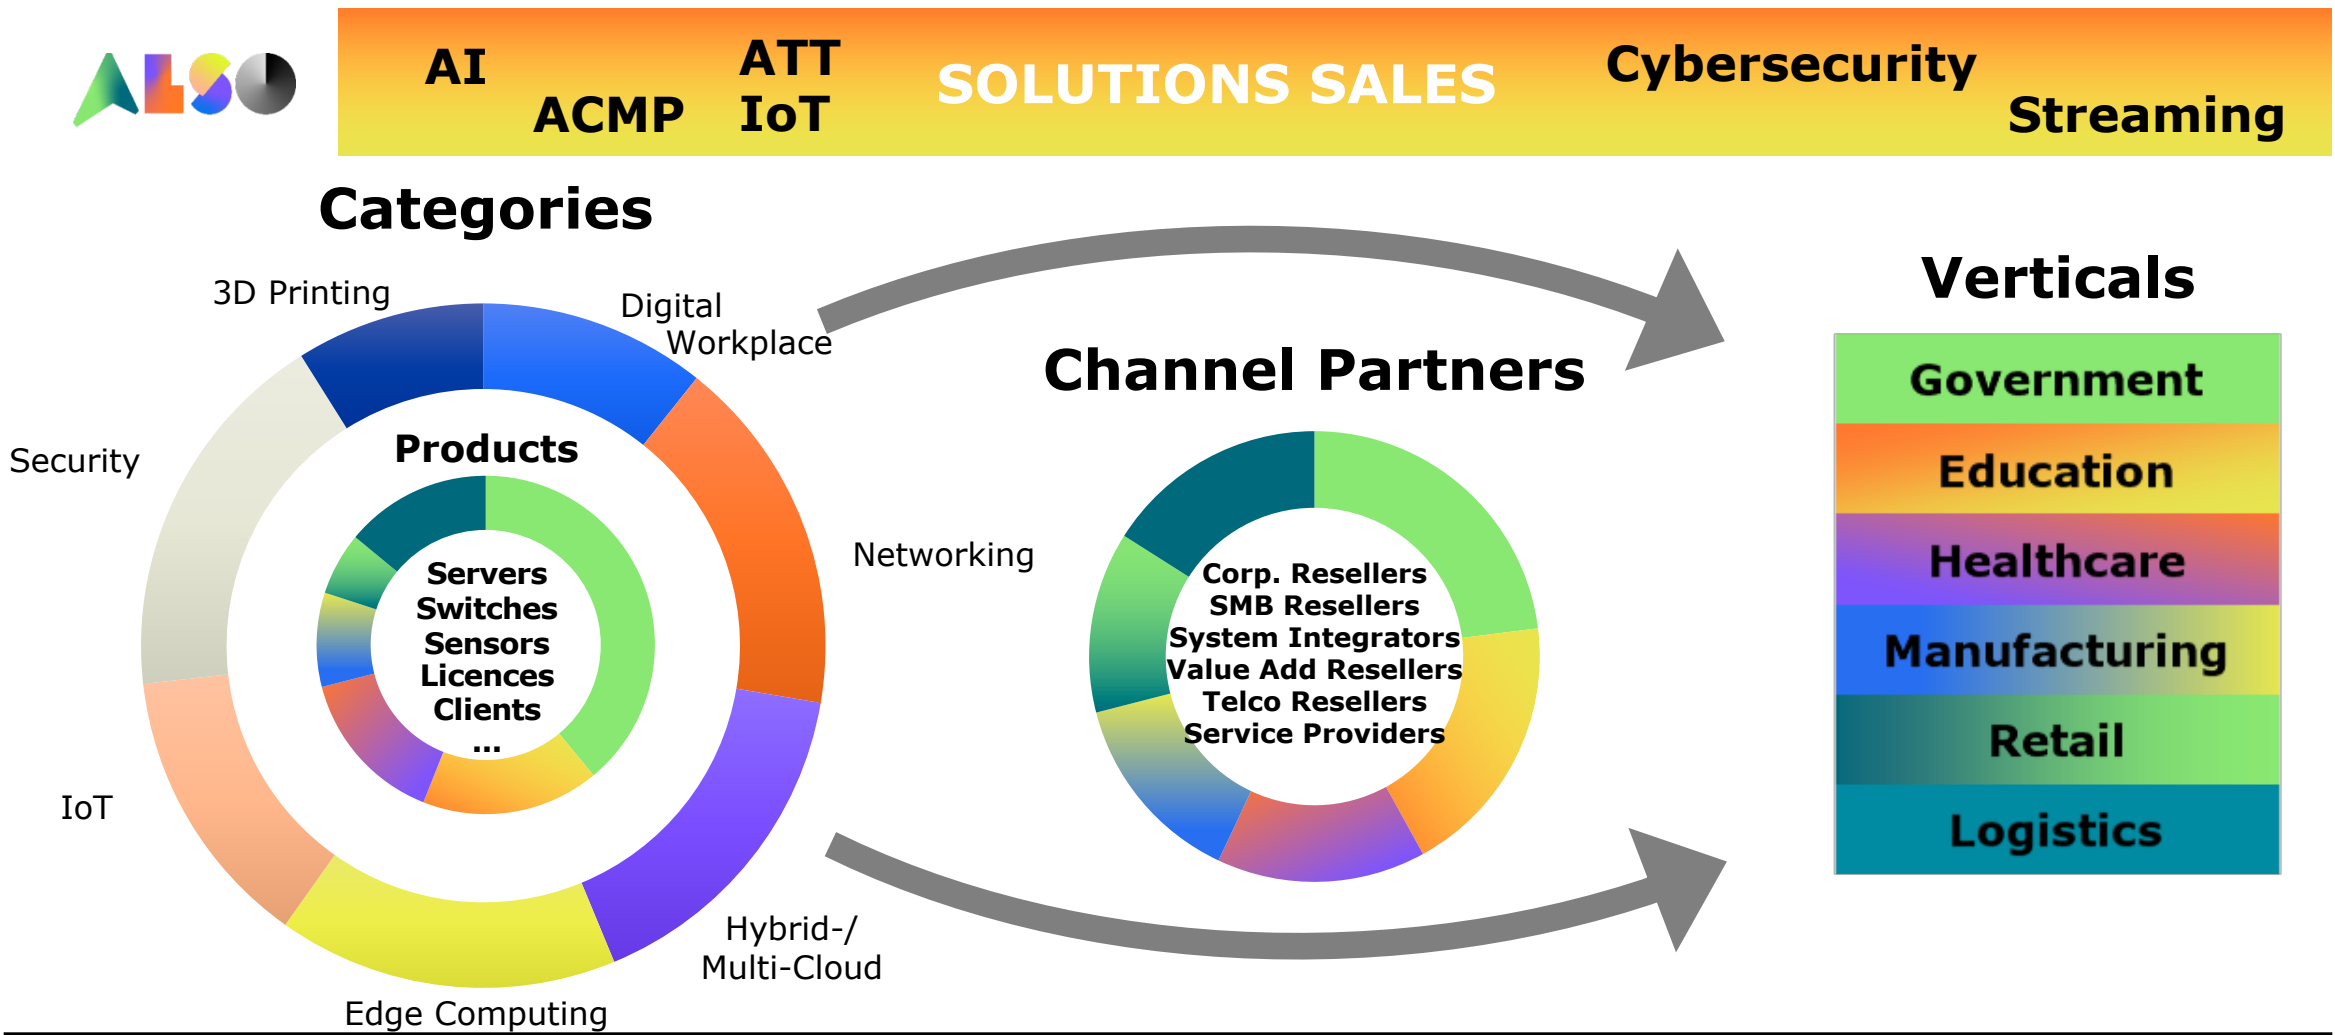 ALSO
AI
ACMP
ATT
IoT
SOLUTIONS SALES
Cybersecurity
Streaming
Categories
3D Printing
Digital
Workplace
Security
Networking
IoT
Hybrid-/
Multi-Cloud
Edge Computing
Products
Servers
Switches
Sensors
Licences
Clients
...
Channel Partners
Corp. Resellers
SMB Resellers
System Integrators
Value Add Resellers
Telco Resellers
Service Providers
Verticals
Government
Education
Healthcare
Manufacturing
Retail
Logistics